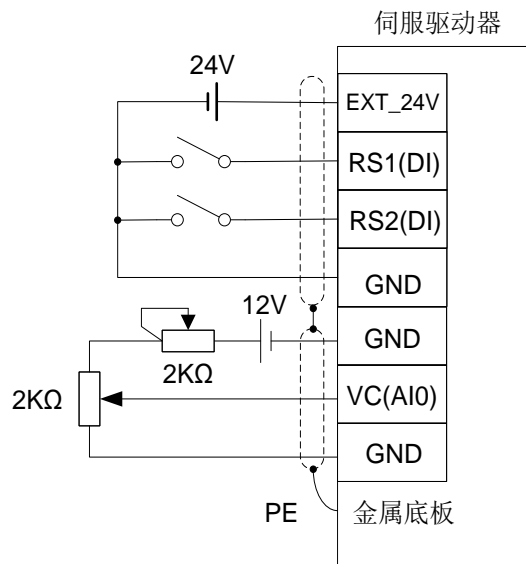 伺服驱动器
24V
EXT_24V
RS1(DI)
RS2(DI)
GND
12V
GND
2KΩ
2KΩ
VC(AI0)
GND
PE
金属底板